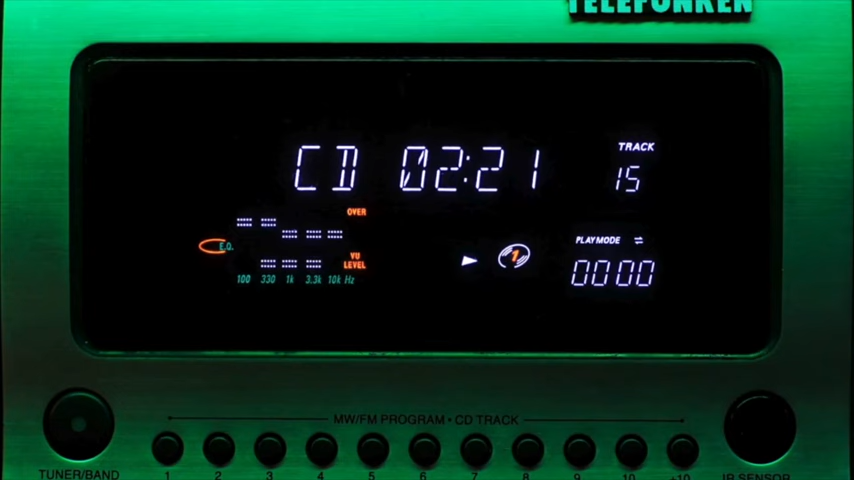 TELEFUNKEN
CD 02:21
TRACK
15
OVER
E.Q.
VU
LEVEL
100 330 1k 3.3k 10k Hz
1
PLAY MODE
0000
MW/FM PROGRAM • CD TRACK
TUNER/BAND
1 2 3 4 5 6 7 8 9 10 +10
IR SENSOR